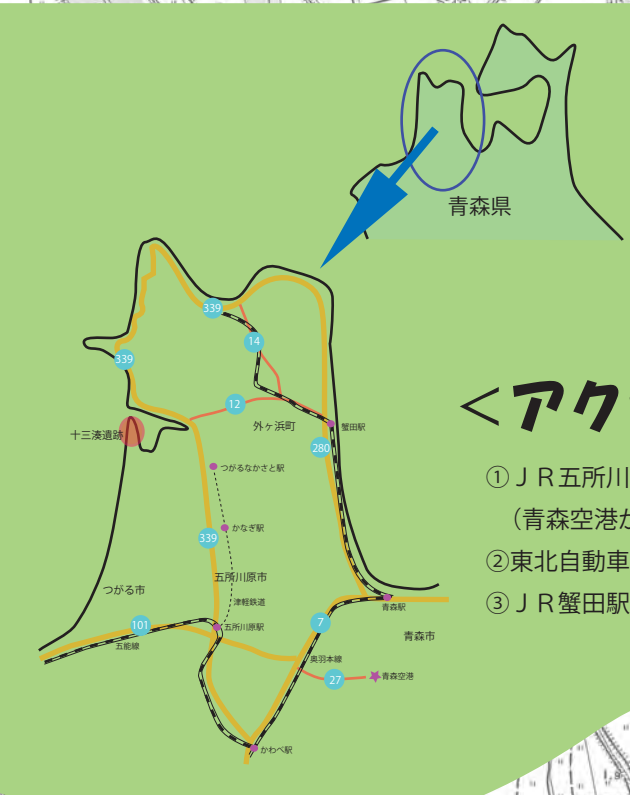 青森県
339
14
339
12
十三湊遺跡
外ヶ浜町
蟹田駅
280
つがるなかさと駅
かなぎ駅
339
五所川原市
つがる市
津軽鉄道
101
五所川原駅
五能線
7
青森駅
青森市
奥羽本線
27
青森空港
かわべ駅
<アク
①ＪＲ五所川
（青森空港か
②東北自動車
③ＪＲ蟹田駅